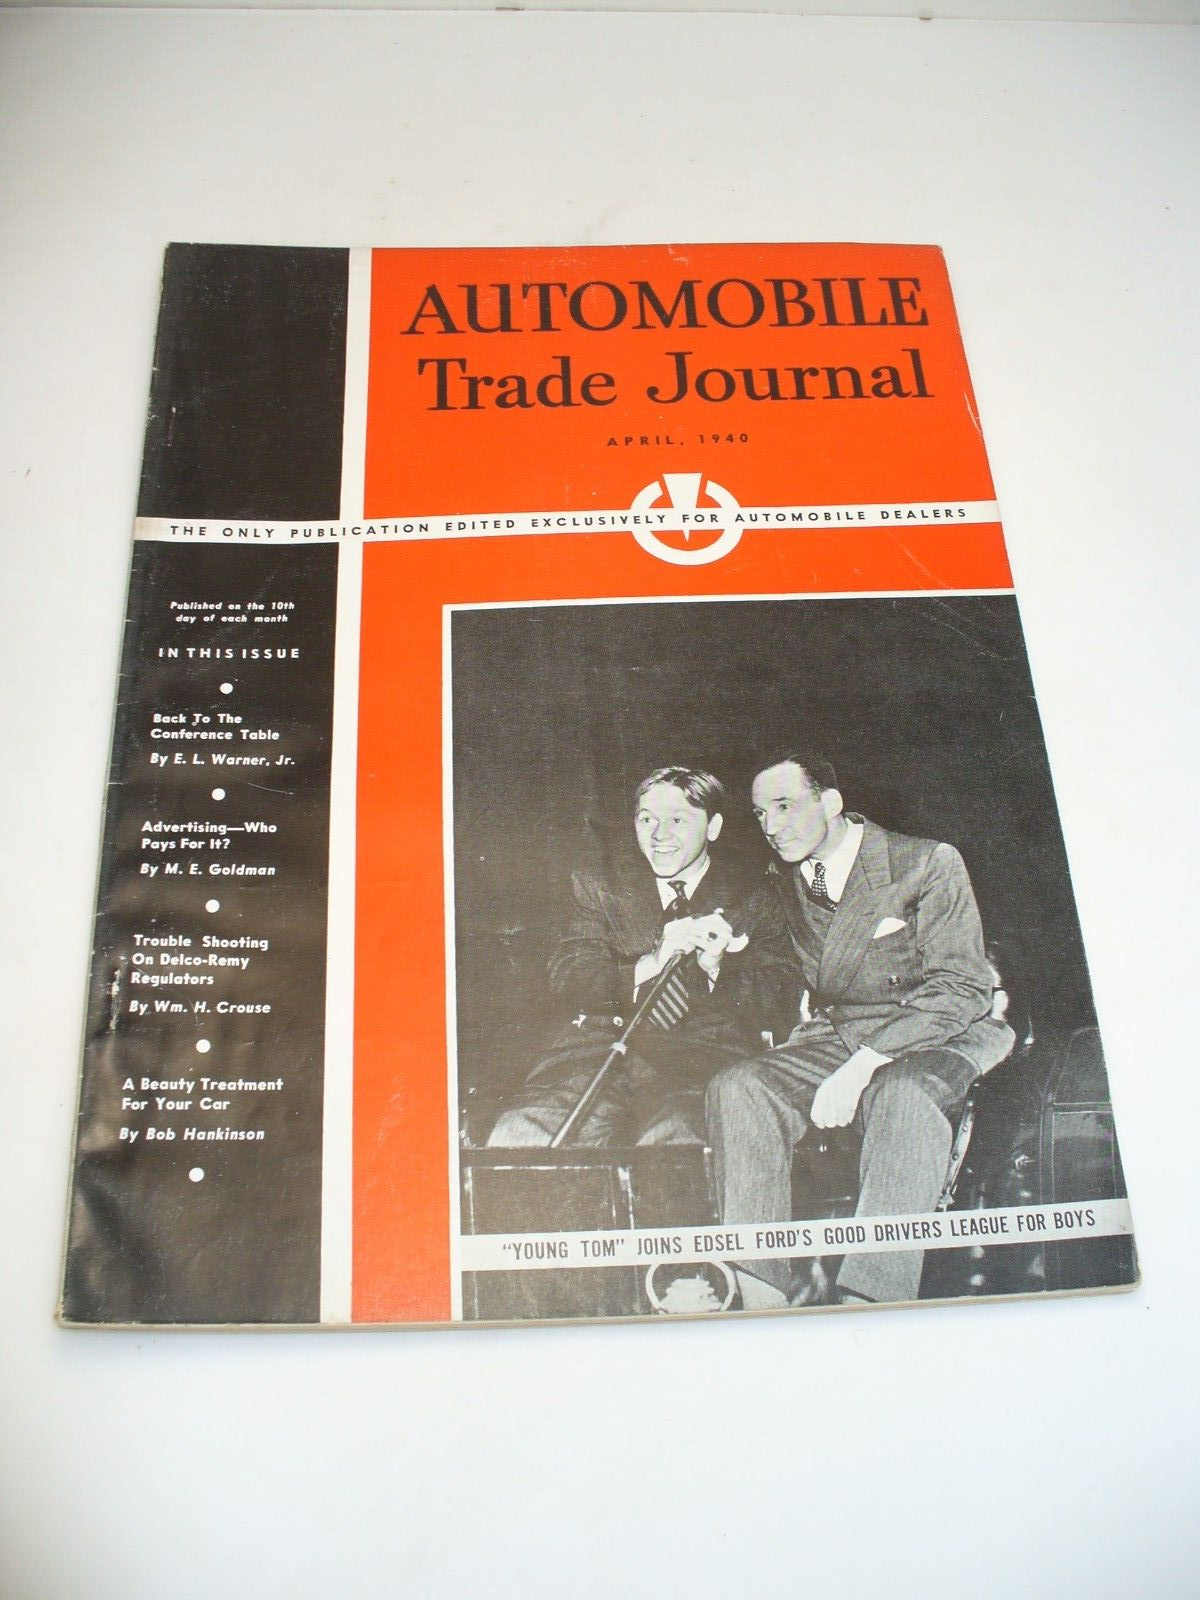 AUTOMOBILE
Trade Journal
APRIL, 1940
THE ONLY PUBLICATION EDITED EXCLUSIVELY FOR AUTOMOBILE DEALERS
Published on the 10th
day of each month
IN THIS ISSUE
Back To The
Conference Table
By E. L. Warner, Jr.
Advertising—Who
Pays For It?
By M. E. Goldman
Trouble Shooting
On Delco-Remy
Regulators
By Wm. H. Crouse
A Beauty Treatment
For Your Car
By Bob Hankinson
"YOUNG TOM" JOINS EDSEL FORD'S GOOD DRIVERS LEAGUE FOR BOYS